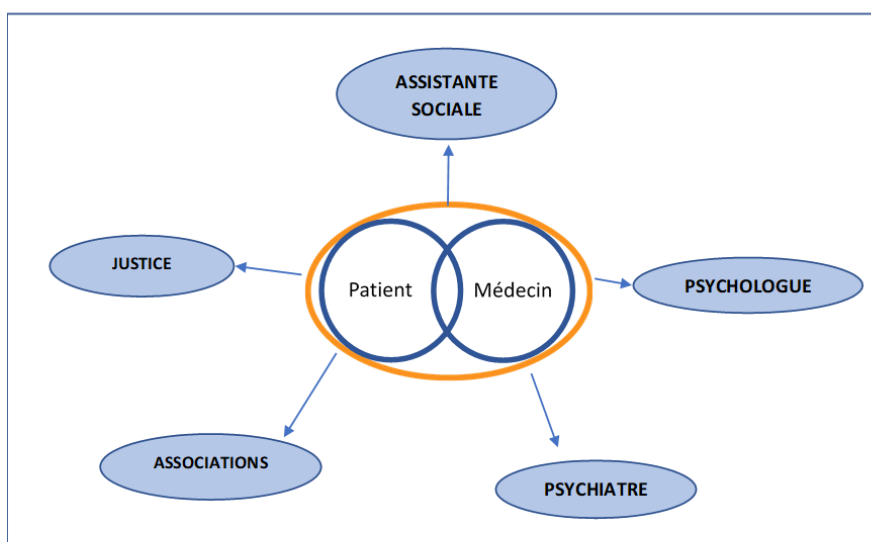 ASSISTANTE
SOCIALE
JUSTICE
Patient
Médecin
PSYCHOLOGUE
ASSOCIATIONS
PSYCHIATRE